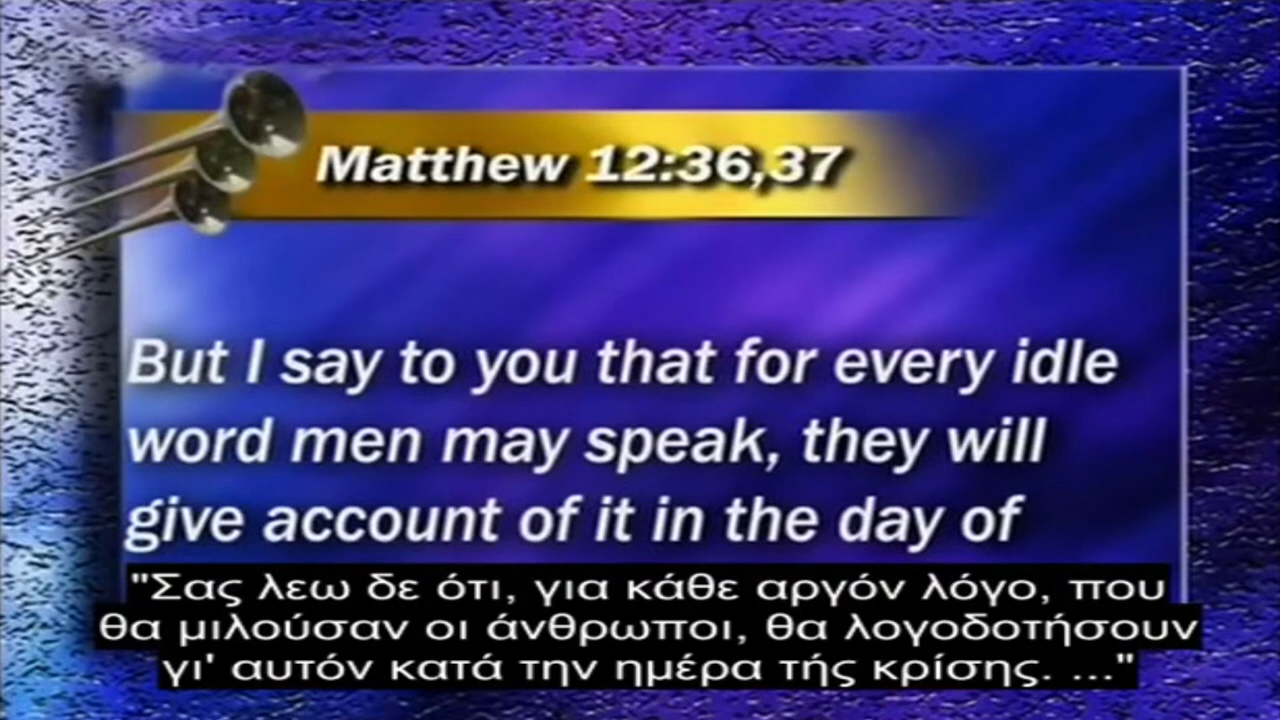 Matthew 12:36,37
But I say to you that for every idle
word men may speak, they will
give account of it in the day of
"Σας λεω δε ότι, για κάθε αργόν λόγο, που
θα μιλούσαν οι άνθρωποι, θα λογοδοτήσουν
γι' αυτόν κατά την ημέρα τής κρίσης. ..."